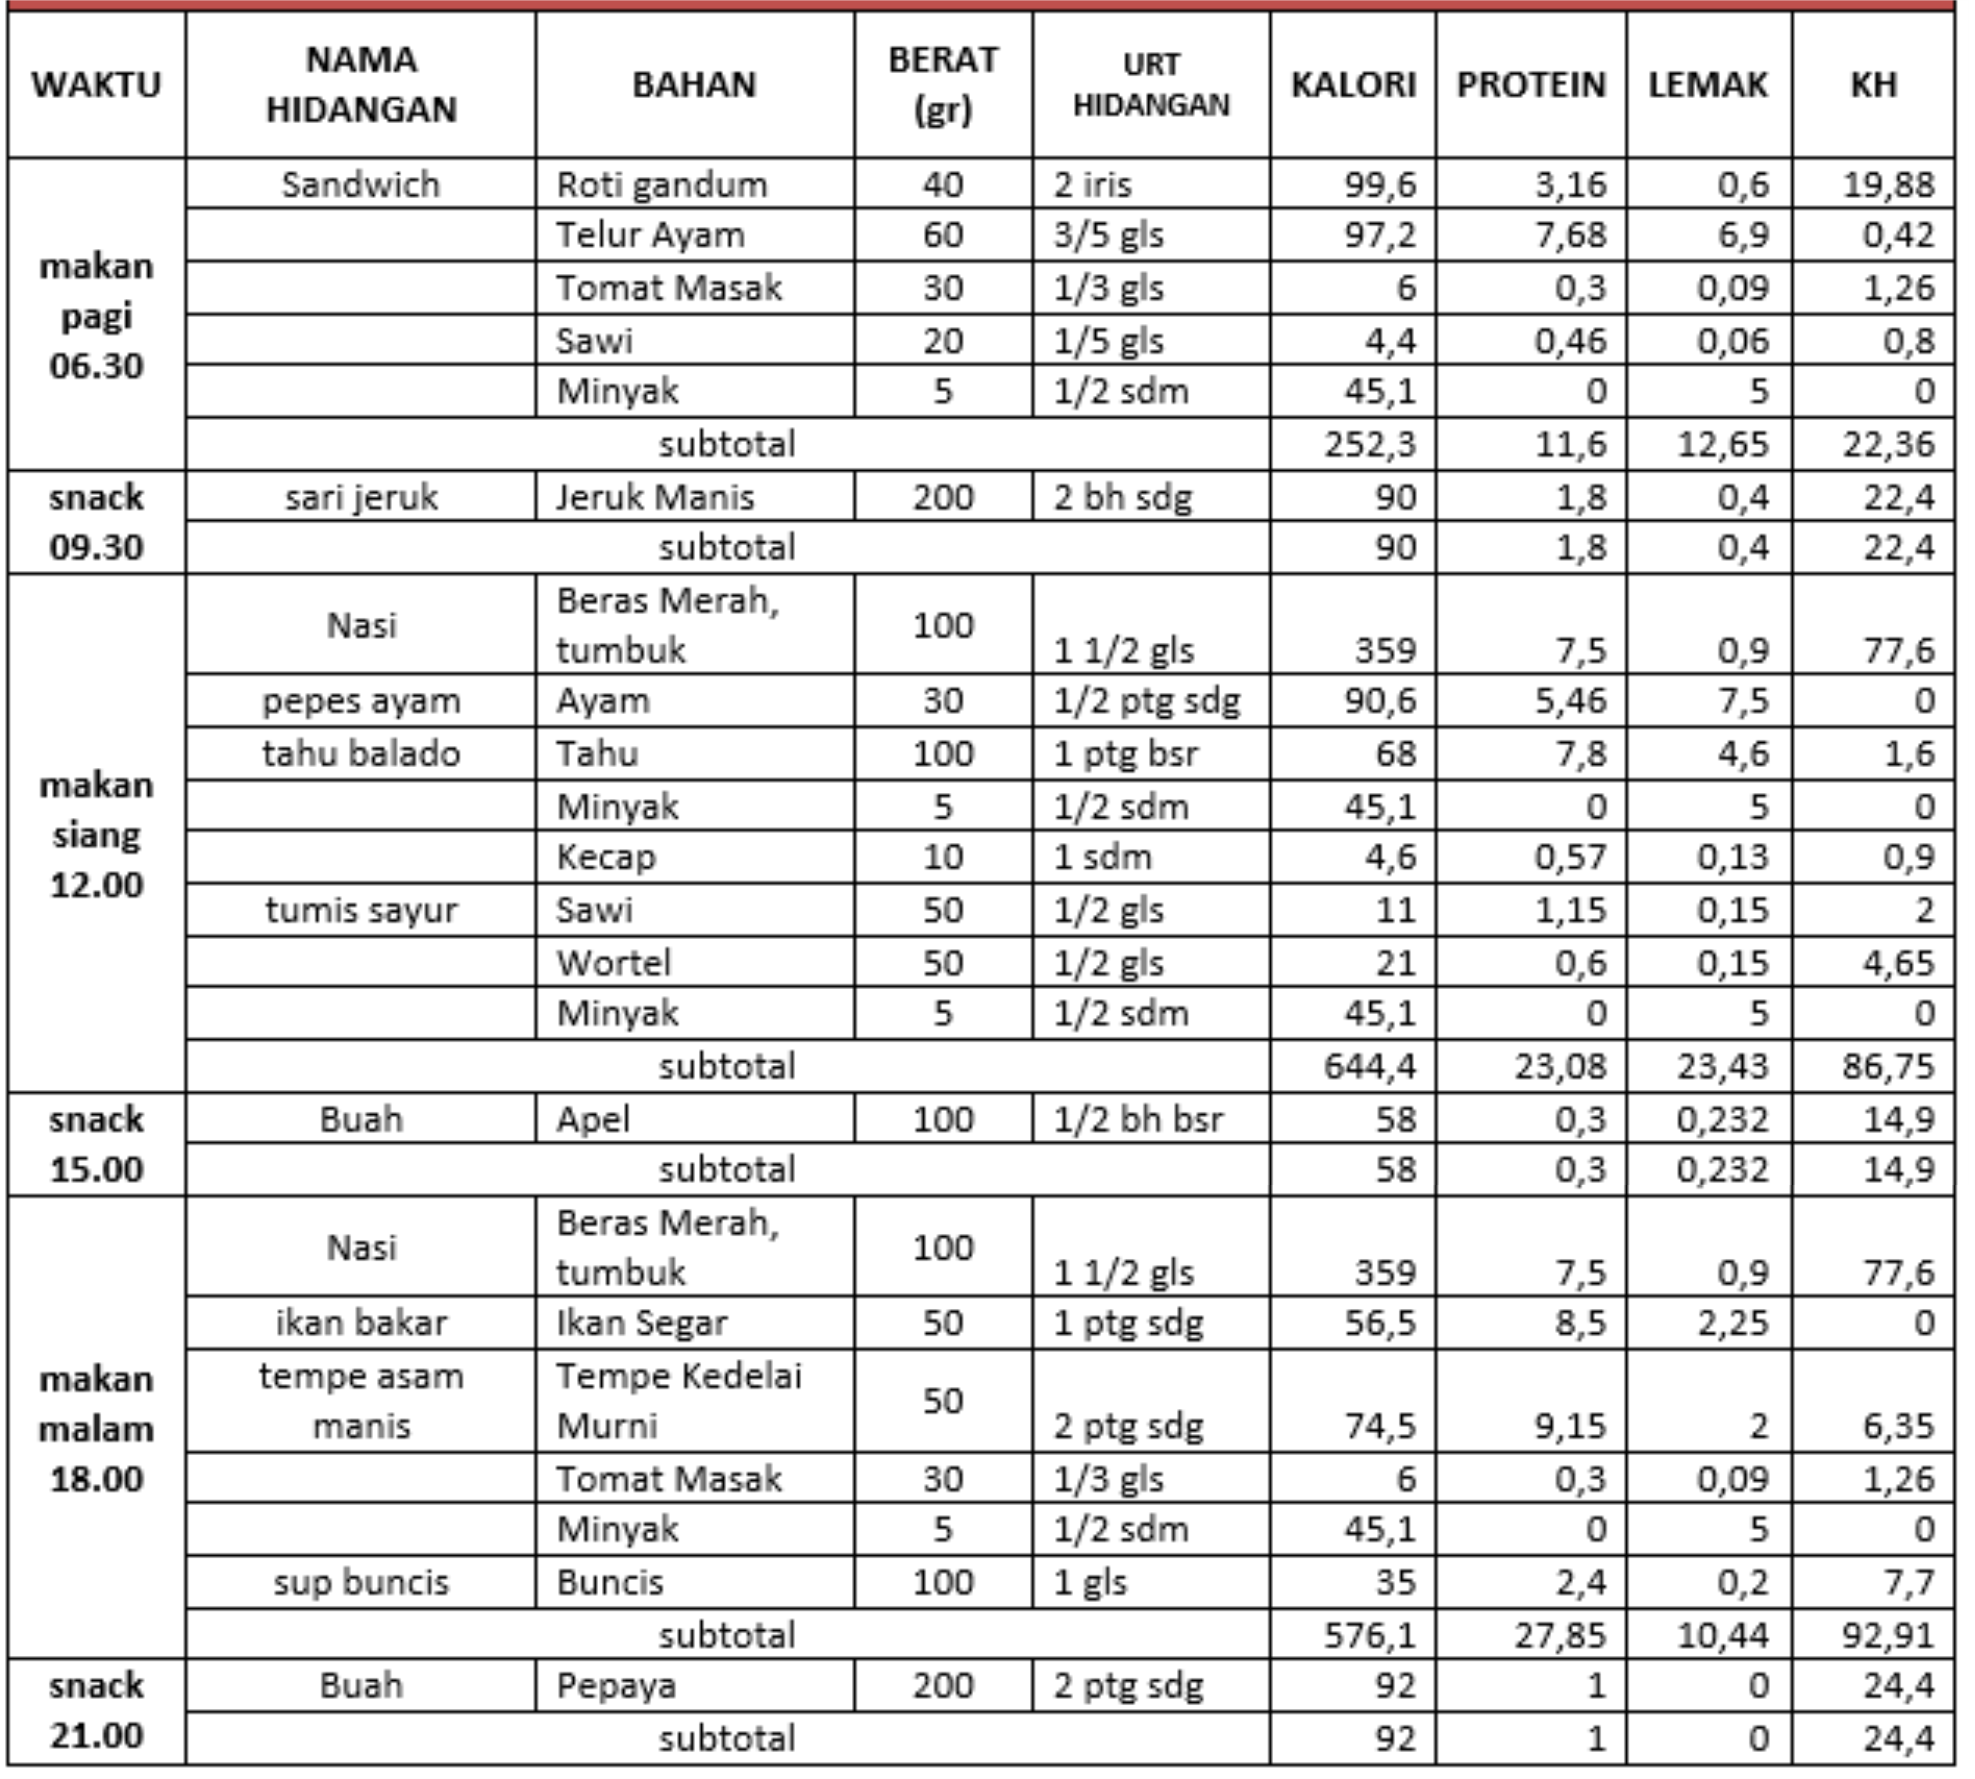 WAKTU NAMA HIDANGAN BAHAN BERAT (gr) URT HIDANGAN KALORI PROTEIN LEMAK KH
makan pagi 06.30 Sandwich Roti gandum 40 2 iris 99,6 3,16 0,6 19,88
Telur Ayam 60 3/5 gls 97,2 7,68 6,9 0,42
Tomat Masak 30 1/3 gls 6 0,3 0,09 1,26
Sawi 20 1/5 gls 4,4 0,46 0,06 0,8
Minyak 5 1/2 sdm 45,1 0 5 0
subtotal 252,3 11,6 12,65 22,36
snack 09.30 sari jeruk Jeruk Manis 200 2 bh sdg 90 1,8 0,4 22,4
subtotal 90 1,8 0,4 22,4
makan siang 12.00 Nasi Beras Merah, tumbuk 100 1 1/2 gls 359 7,5 0,9 77,6
pepes ayam Ayam 30 1/2 ptg sdg 90,6 5,46 7,5 0
tahu balado Tahu 100 1 ptg bsr 68 7,8 4,6 1,6
Minyak 5 1/2 sdm 45,1 0 5 0
Kecap 10 1 sdm 4,6 0,57 0,13 0,9
tumis sayur Sawi 50 1/2 gls 11 1,15 0,15 2
Wortel 50 1/2 gls 21 0,6 0,15 4,65
Minyak 5 1/2 sdm 45,1 0 5 0
subtotal 644,4 23,08 23,43 86,75
snack 15.00 Buah Apel 100 1/2 bh bsr 58 0,3 0,232 14,9
subtotal 58 0,3 0,232 14,9
makan malam 18.00 Nasi Beras Merah, tumbuk 100 1 1/2 gls 359 7,5 0,9 77,6
ikan bakar Ikan Segar 50 1 ptg sdg 56,5 8,5 2,25 0
tempe asam manis Tempe Kedelai Murni 50 2 ptg sdg 74,5 9,15 2 6,35
Tomat Masak 30 1/3 gls 6 0,3 0,09 1,26
Minyak 5 1/2 sdm 45,1 0 5 0
sup buncis Buncis 100 1 gls 35 2,4 0,2 7,7
subtotal 576,1 27,85 10,44 92,91
snack 21.00 Buah Pepaya 200 2 ptg sdg 92 1 0 24,4
subtotal 92 1 0 24,4